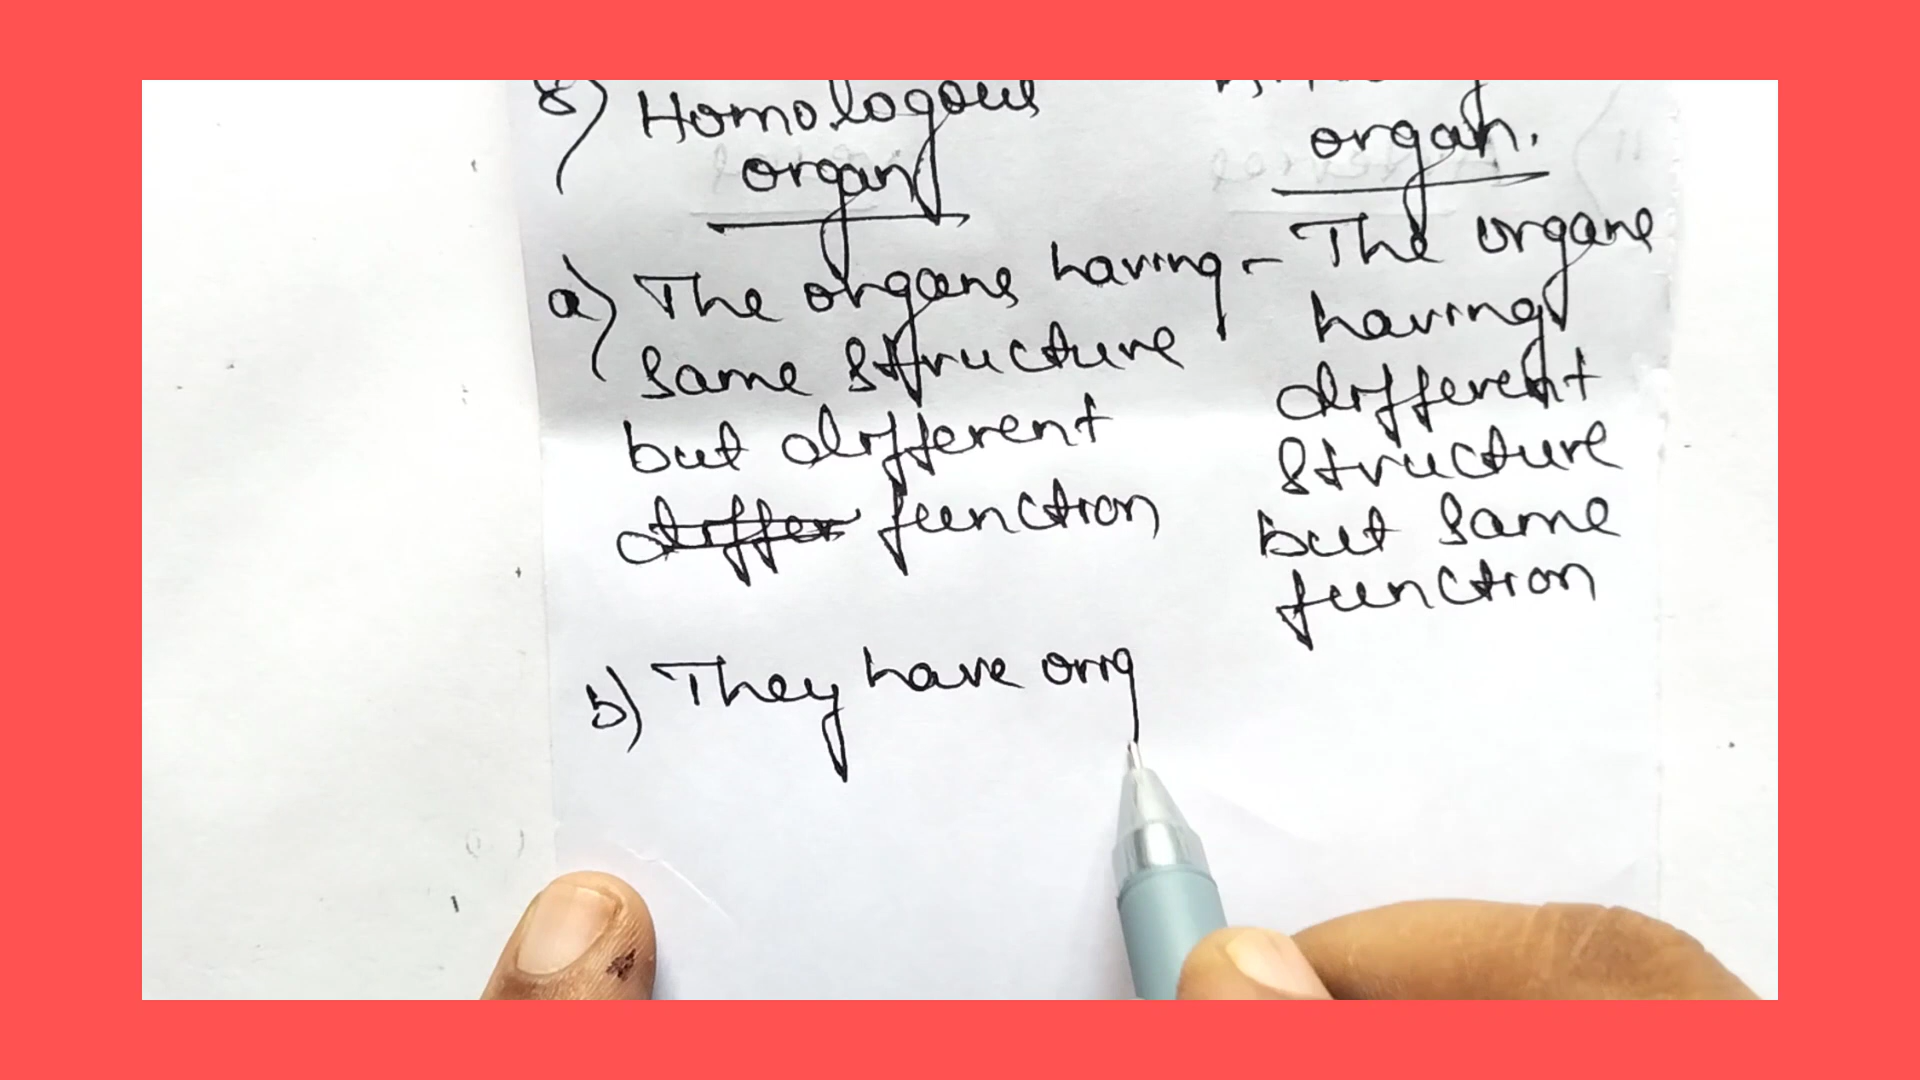 8) Homologous
organ
a) The organs having
same structure
but different
differ function
b) They have orig
organ.
- The organs
having
different
structure
but same
function